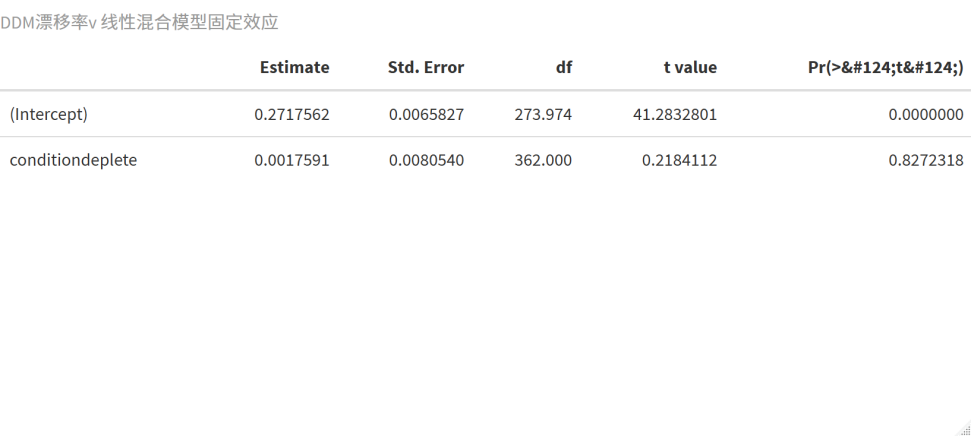 DDM漂移率v 线性混合模型固定效应
Estimate Std. Error df t value Pr(>&#124;t&#124;)
(Intercept) 0.2717562 0.0065827 273.974 41.2832801 0.0000000
conditiondeplete 0.0017591 0.0080540 362.000 0.2184112 0.8272318